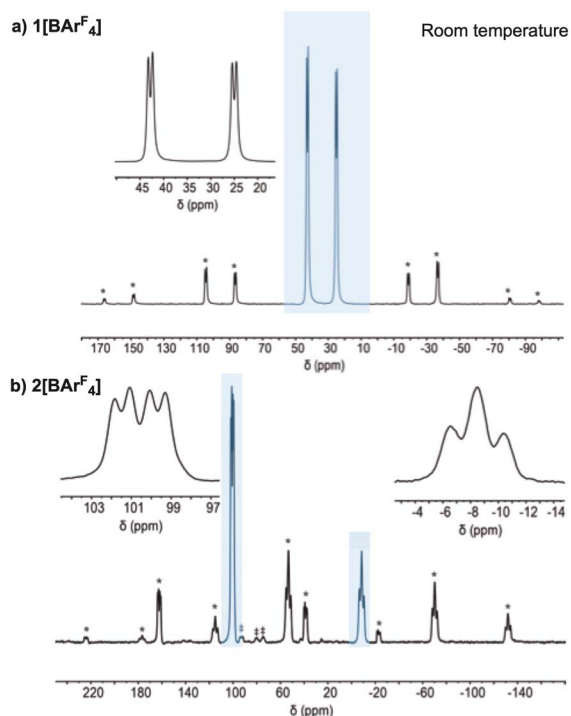 a) 1[BArF4]
Room temperature
45 40 35 30 25 20
δ (ppm)
* * * * * * * *
170 150 130 110 90 70 50 30 10 -10 -30 -50 -70 -90
δ (ppm)
b) 2[BArF4]
103 101 99 97
δ (ppm)
-4 -6 -8 -10 -12 -14
δ (ppm)
* * * * ‡ ‡ ‡ * * * * *
220 180 140 100 60 20 -20 -60 -100 -140
δ (ppm)